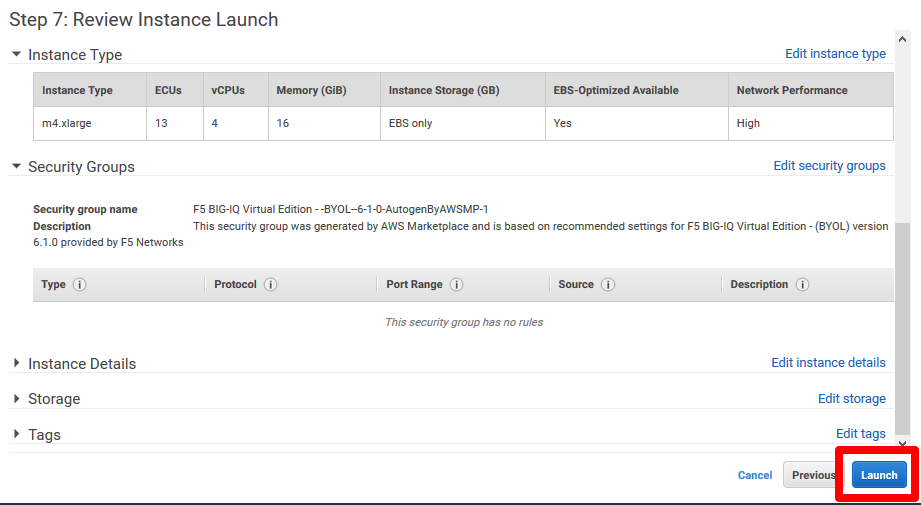 Step 7: Review Instance Launch
Instance Type
Edit instance type
Instance Type ECUs vCPUs Memory (GiB) Instance Storage (GB) EBS-Optimized Available Network Performance
m4.xlarge 13 4 16 EBS only Yes High
Security Groups
Edit security groups
Security group name F5 BIG-IQ Virtual Edition - -BYOL--6-1-0-AutogenByAWSMP-1
Description This security group was generated by AWS Marketplace and is based on recommended settings for F5 BIG-IQ Virtual Edition - (BYOL) version
6.1.0 provided by F5 Networks
Type Protocol Port Range Source Description
This security group has no rules
Instance Details
Edit instance details
Storage
Edit storage
Tags
Edit tags
Cancel Previous Launch